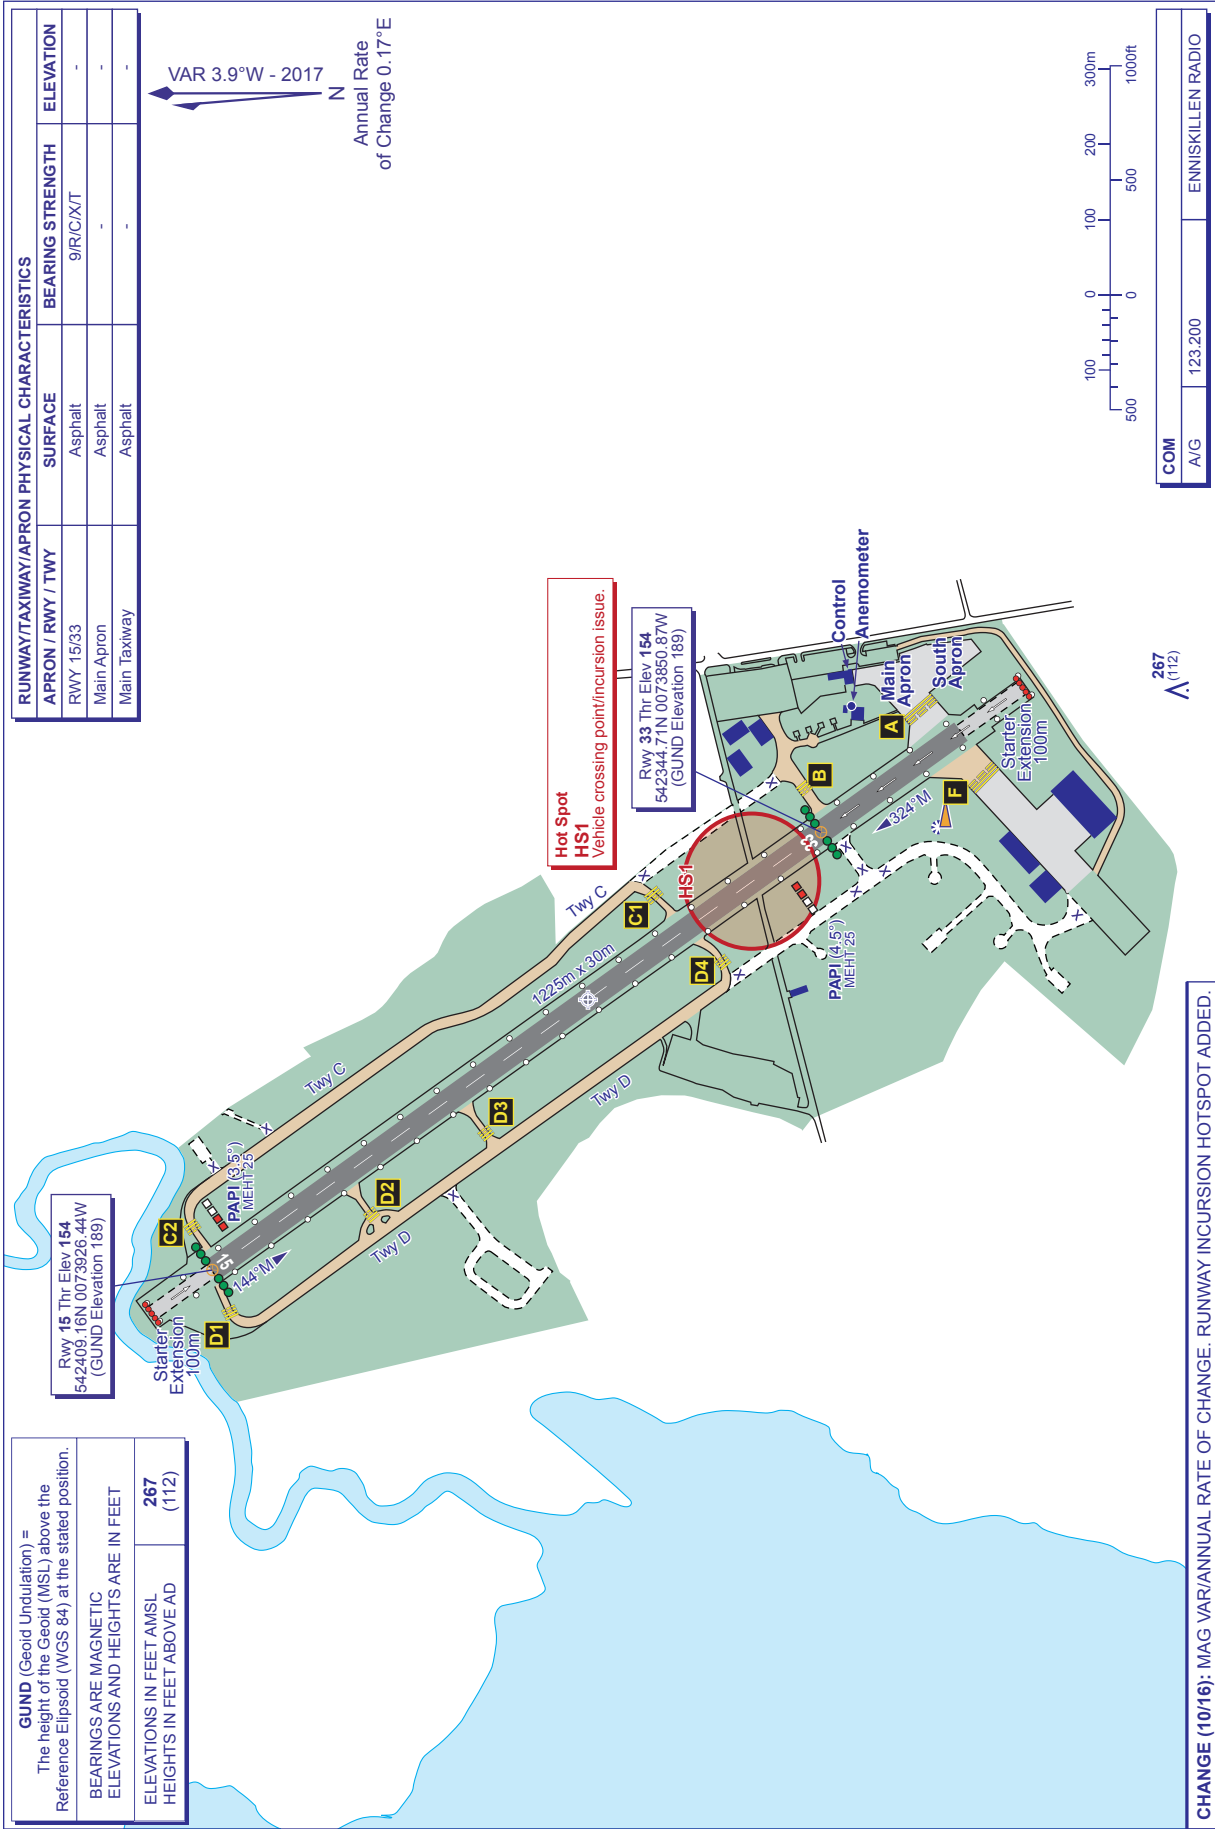 GUND (Geoid Undulation) =
The height of the Geoid (MSL) above the
Reference Elipsoid (WGS 84) at the stated position.
BEARINGS ARE MAGNETIC
ELEVATIONS AND HEIGHTS ARE IN FEET
ELEVATIONS IN FEET AMSL
HEIGHTS IN FEET ABOVE AD
267
(112)
RUNWAY/TAXIWAY/APRON PHYSICAL CHARACTERISTICS
APRON / RWY / TWY SURFACE BEARING STRENGTH ELEVATION
RWY 15/33 Asphalt 9/R/C/X/T -
Main Apron Asphalt - -
Main Taxiway Asphalt - -
VAR 3.9°W - 2017
N
Annual Rate
of Change 0.17°E
Rwy 15 Thr Elev 154
542409.16N 0073926.44W
(GUND Elevation 189)
Starter
Extension
100m
D1
C2
15
144°M
PAPI (3.5°)
MEHT 25
D2
Twy D
Twy C
D3
Twy D
1225m x 30m
Twy C
C1
D4
HS1
Hot Spot
HS1
Vehicle crossing point/incursion issue.
Rwy 33 Thr Elev 154
542344.71N 0073850.87W
(GUND Elevation 189)
33
PAPI (4.5°)
MEHT 25
B
324°M
A
F
Main
Apron
South
Apron
Control
Anemometer
Starter
Extension
100m
267
(112)
500 100 0 100 200 300m
0 500 1000ft
COM
A/G 123.200 ENNISKILLEN RADIO
CHANGE (10/16): MAG VAR/ANNUAL RATE OF CHANGE. RUNWAY INCURSION HOTSPOT ADDED.